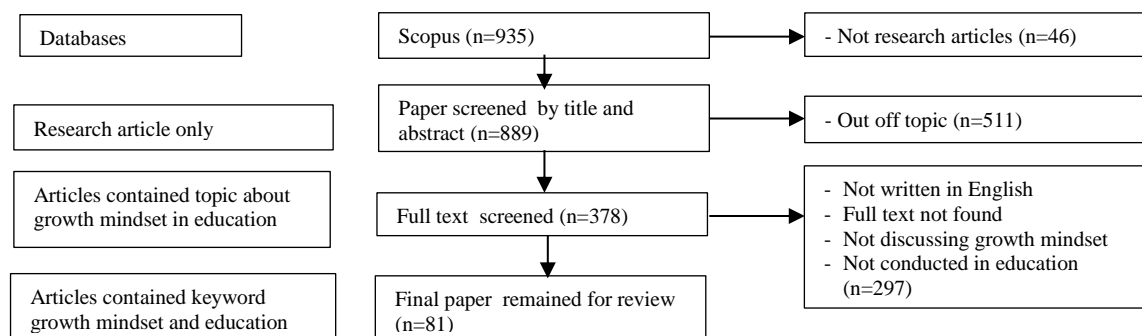 Databases
Scopus (n=935)
- Not research articles (n=46)
Research article only
Paper screened by title and
abstract (n=889)
- Out off topic (n=511)
Articles contained topic about
growth mindset in education
Full text screened (n=378)
- Not written in English
- Full text not found
- Not discussing growth mindset
- Not conducted in education
(n=297)
Articles contained keyword
growth mindset and education
Final paper remained for review
(n=81)